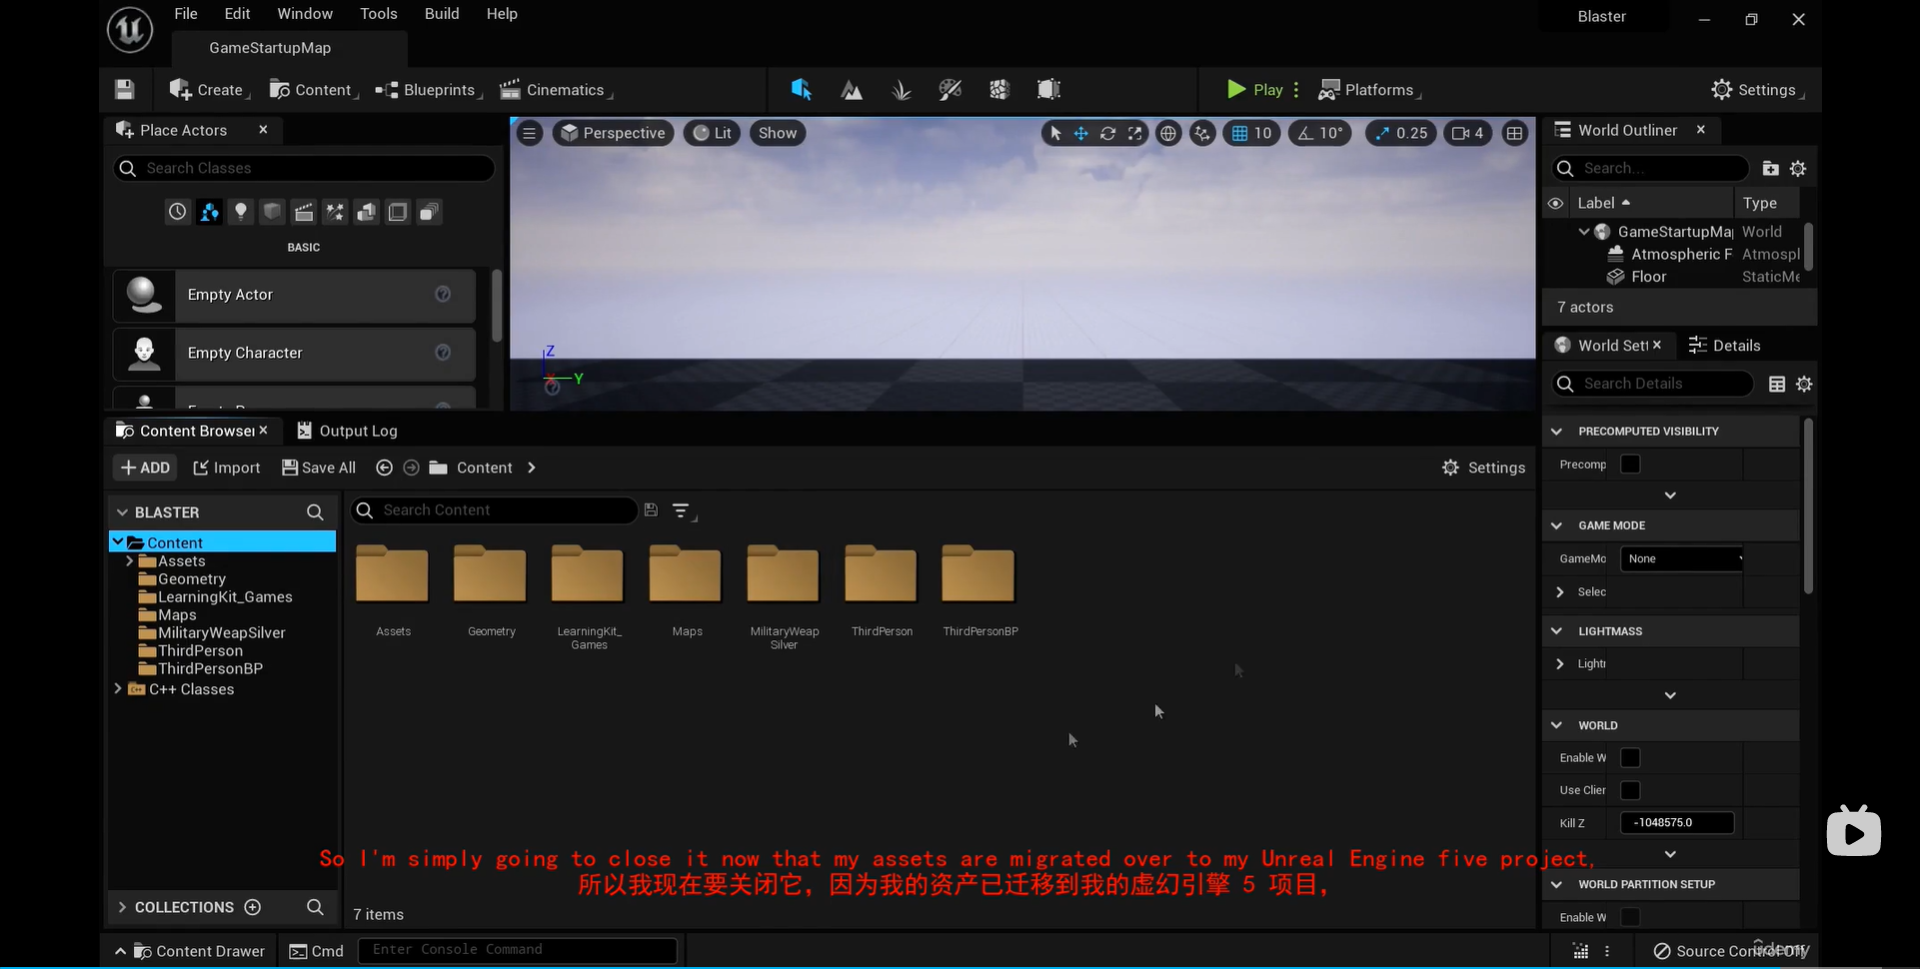 File Edit Window Tools Build Help
Blaster
GameStartupMap
Create Content Blueprints Cinematics
Play Platforms Settings
Place Actors
Search Classes
BASIC
Empty Actor
Empty Character
Perspective Lit Show
10 10° 0.25 4
Z
Y
World Outliner
Search...
Label Type
GameStartupMa World
Atmospheric F Atmospl
Floor StaticMe
7 actors
World Sett Details
Search Details
PRECOMPUTED VISIBILITY
Precomp
GAME MODE
GameMo None
Selec
LIGHTMASS
Light
WORLD
Enable W
Use Clier
Kill Z -1048575.0
WORLD PARTITION SETUP
Enable W
Content Browser Output Log
ADD Import Save All Content Settings
BLASTER
Search Content
Content
Assets
Geometry
LearningKit_Games
Maps
MilitaryWeapSilver
ThirdPerson
ThirdPersonBP
C++ Classes
Assets
Geometry
LearningKit_
Games
Maps
MilitaryWeap
Silver
ThirdPerson
ThirdPersonBP
So I'm simply going to close it now that my assets are migrated over to my Unreal Engine five project,
所以我现在要关闭它，因为我的资产已迁移到我的虚幻引擎 5 项目，
COLLECTIONS
7 items
Content Drawer Cmd Enter Console Command
Source Control Off
udemy